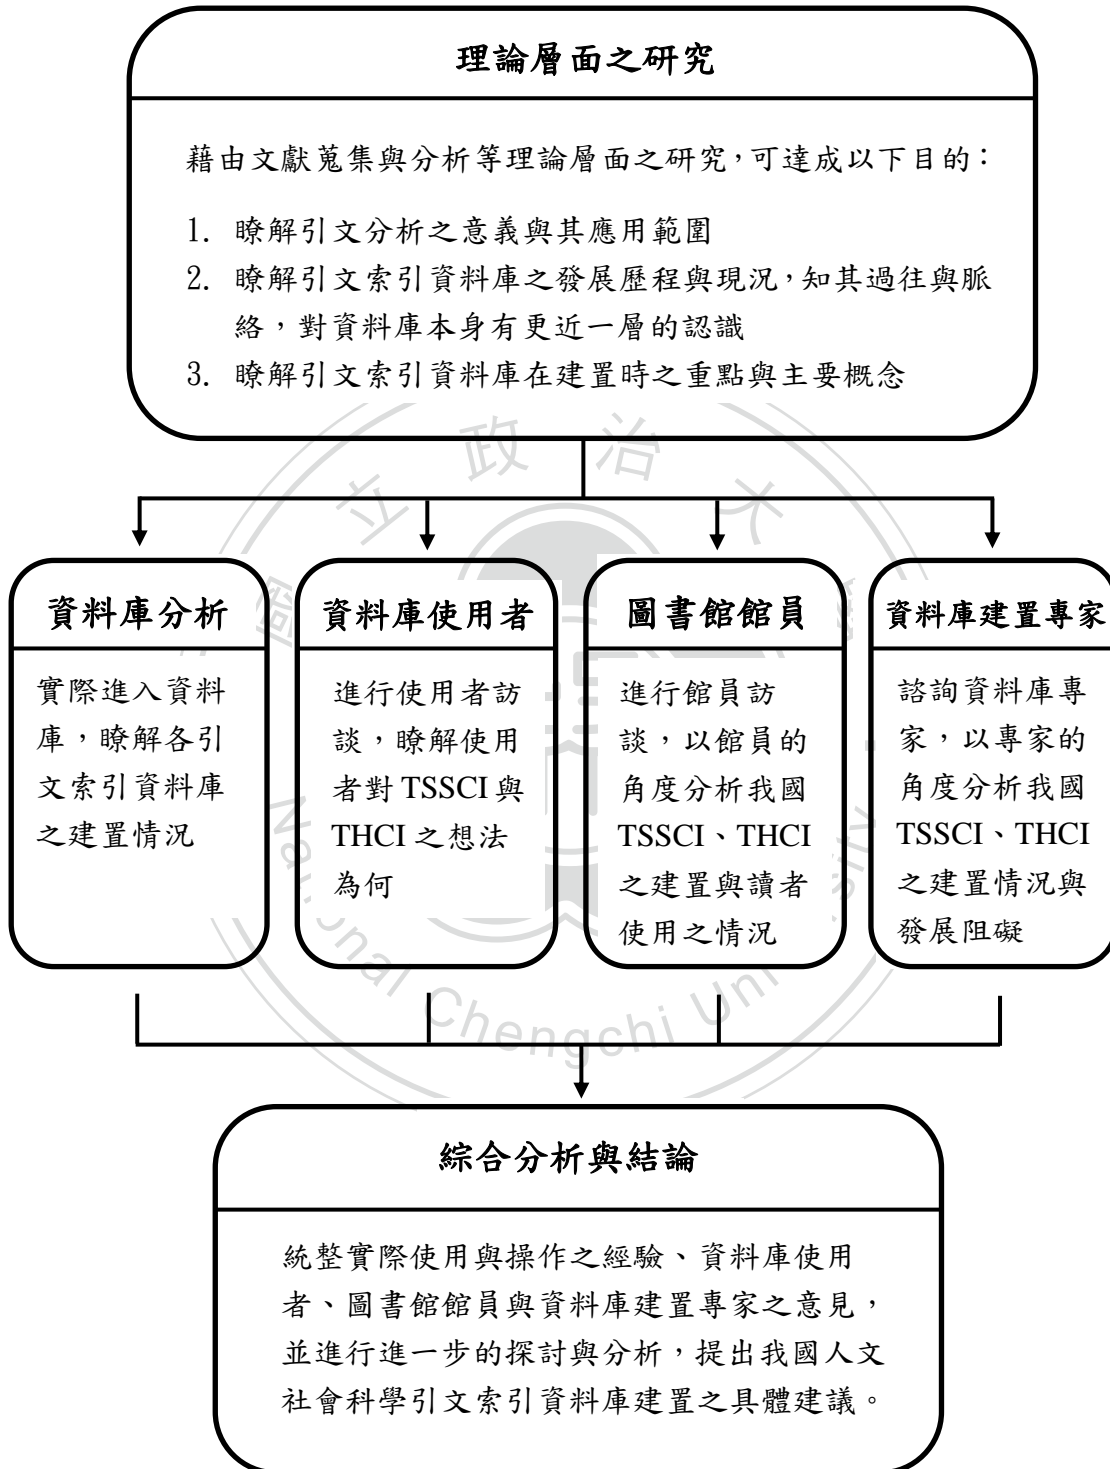 理論層面之研究
藉由文獻蒐集與分析等理論層面之研究，可達成以下目的：
1. 瞭解引文分析之意義與其應用範圍
2. 瞭解引文索引資料庫之發展歷程與現況，知其過往與脈
絡，對資料庫本身有更近一層的認識
3. 瞭解引文索引資料庫在建置時之重點與主要概念
資料庫分析
實際進入資料
庫，瞭解各引
文索引資料庫
之建置情況
資料庫使用者
進行使用者訪
談，瞭解使用
者對 TSSCI 與
THCI 之想法
為何
圖書館館員
進行館員訪
談，以館員的
角度分析我國
TSSCI、THCI
之建置與讀者
使用之情況
資料庫建置專家
諮詢資料庫專
家，以專家的
角度分析我國
TSSCI、THCI
之建置情況與
發展阻礙
綜合分析與結論
統整實際使用與操作之經驗、資料庫使用
者、圖書館館員與資料庫建置專家之意見，
並進行進一步的探討與分析，提出我國人文
社會科學引文索引資料庫建置之具體建議。
立政治大
Chengchi